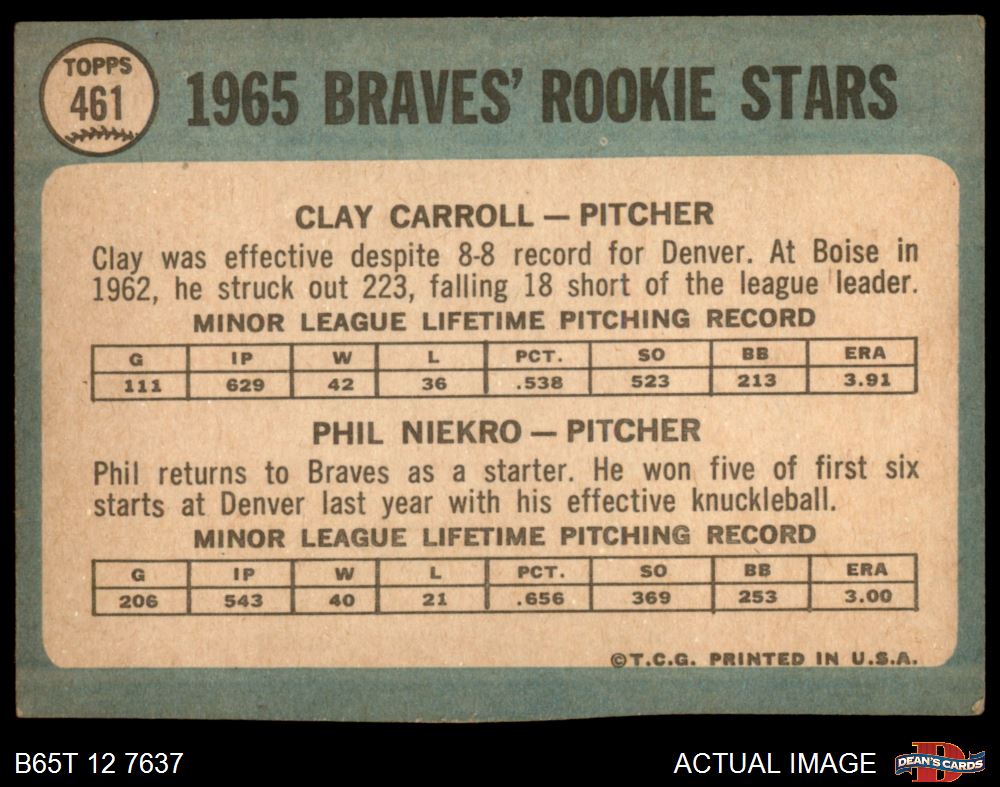 TOPPS
461
1965 BRAVES' ROOKIE STARS
CLAY CARROLL — PITCHER
Clay was effective despite 8-8 record for Denver. At Boise in
1962, he struck out 223, falling 18 short of the league leader.
MINOR LEAGUE LIFETIME PITCHING RECORD
G IP W L PCT. SO BB ERA
111 629 42 36 .538 523 213 3.91
PHIL NIEKRO — PITCHER
Phil returns to Braves as a starter. He won five of first six
starts at Denver last year with his effective knuckleball.
MINOR LEAGUE LIFETIME PITCHING RECORD
G IP W L PCT. SO BB ERA
206 543 40 21 .656 369 253 3.00
©T.C.G. PRINTED IN U.S.A.
B65T 12 7637 ACTUAL IMAGE DEAN'S CARDS